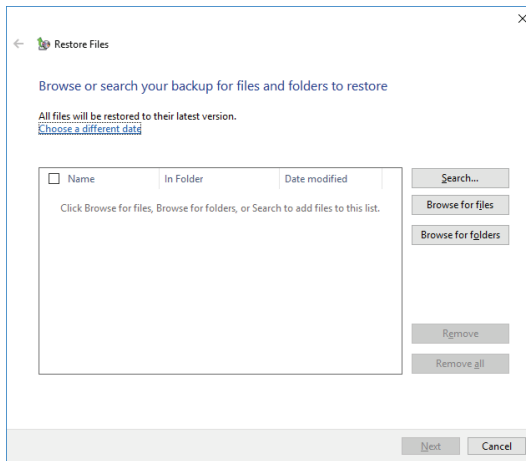 Restore Files
Browse or search your backup for files and folders to restore
All files will be restored to their latest version.
Choose a different date
Name In Folder Date modified
Click Browse for files, Browse for folders, or Search to add files to this list.
Search...
Browse for files
Browse for folders
Remove
Remove all
Next Cancel